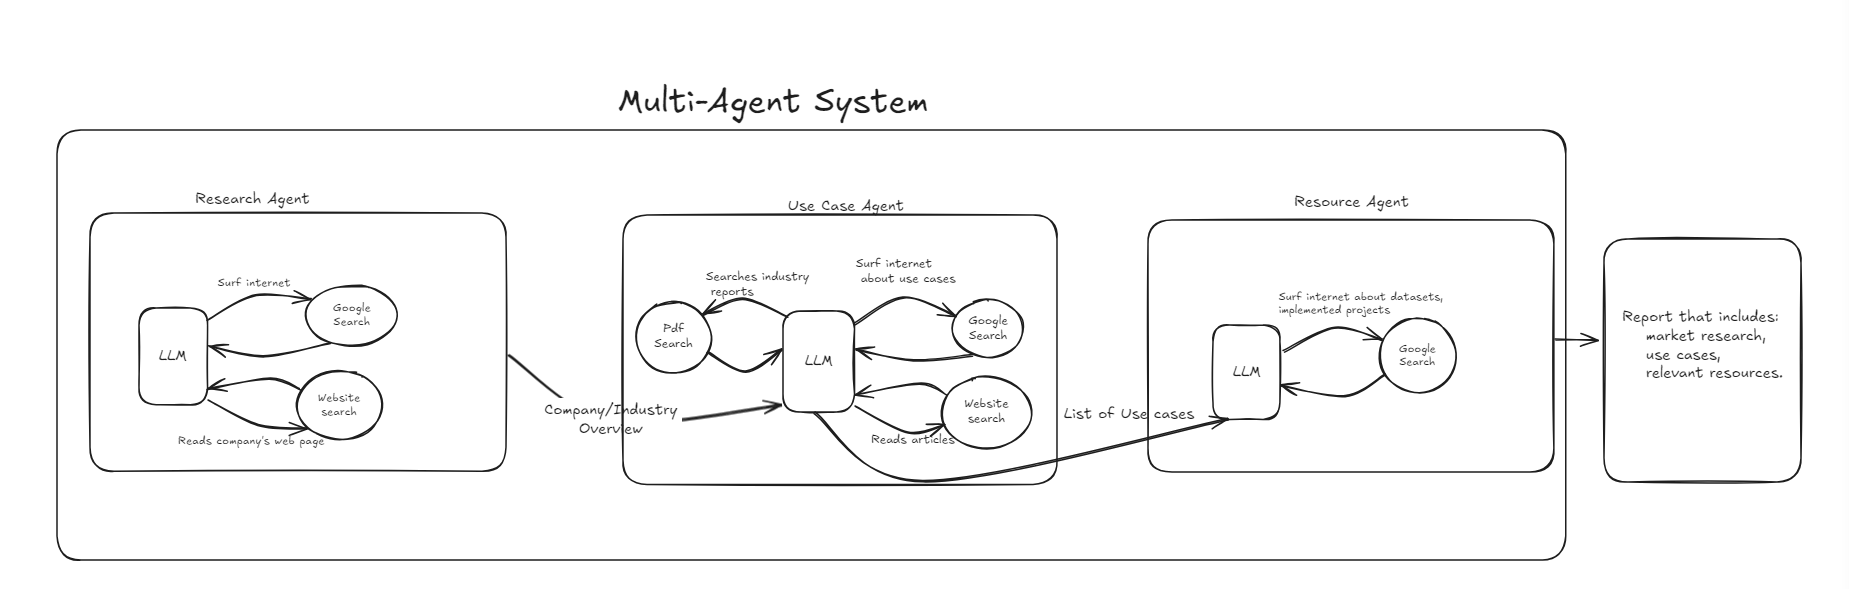 Multi-Agent System
Research Agent
Surf internet
Google
Search
LLM
Website
search
Reads company's web page
Company/Industry
Overview
Use Case Agent
Searches industry
reports
Surf internet
about use cases
Pdf
Search
LLM
Google
Search
Website
search
Reads articles
List of Use cases
Resource Agent
Surf internet about datasets,
implemented projects
LLM
Google
Search
Report that includes:
market research,
use cases,
relevant resources.